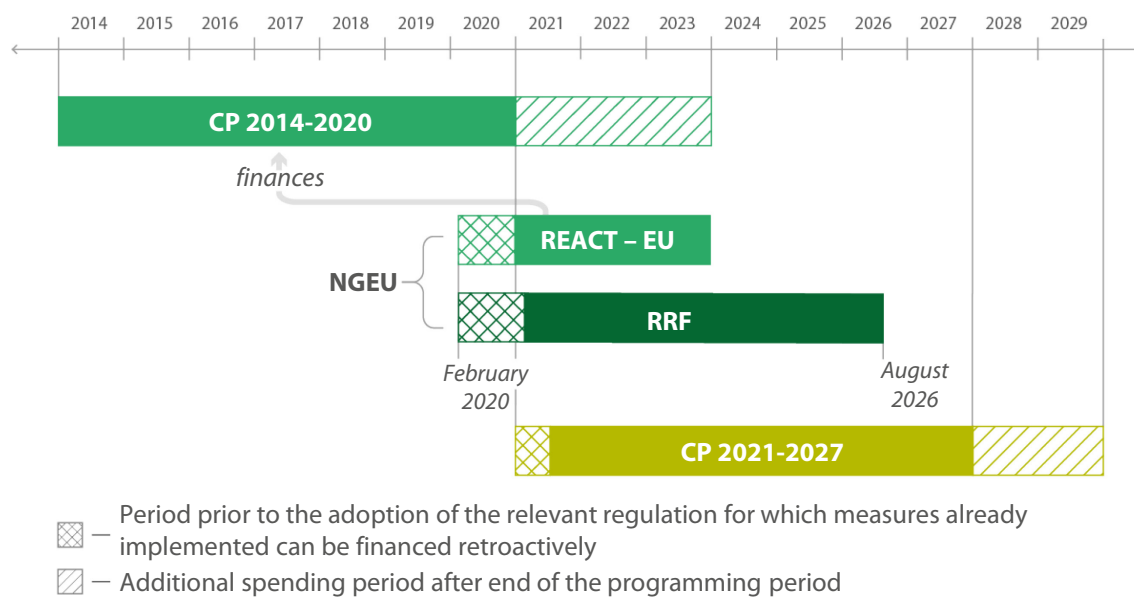 2014 2015 2016 2017 2018 2019 2020 2021 2022 2023 2024 2025 2026 2027 2028 2029
CP 2014-2020
finances
REACT – EU
NGEU
RRF
February
2020
August
2026
CP 2021-2027
Period prior to the adoption of the relevant regulation for which measures already
implemented can be financed retroactively
Additional spending period after end of the programming period